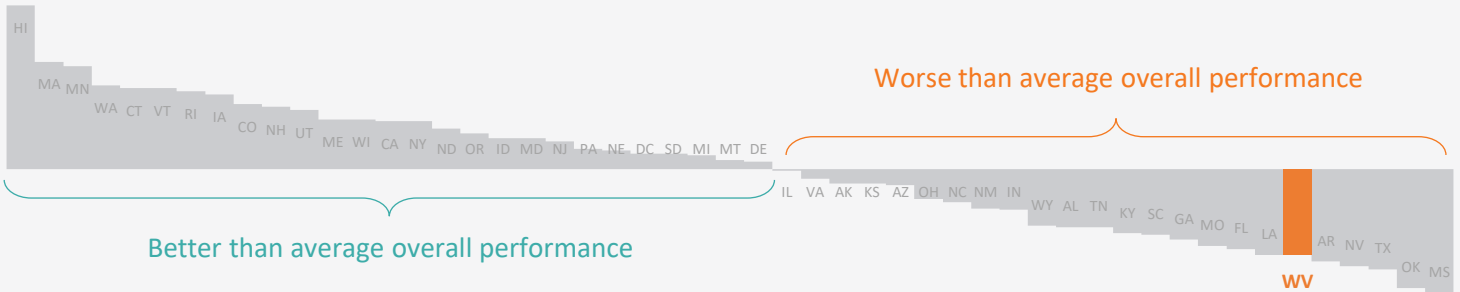 HI
MA
MN
WA
CT
VT
RI
IA
CO
NH
UT
ME
WI
CA
NY
ND
OR
ID
MD
NJ
PA
NE
DC
SD
MI
MT
DE
Worse than average overall performance
IL
VA
AK
KS
AZ
OH
NC
NM
IN
WY
AL
TN
KY
SC
GA
MO
FL
LA
WV
AR
NV
TX
OK
MS
Better than average overall performance